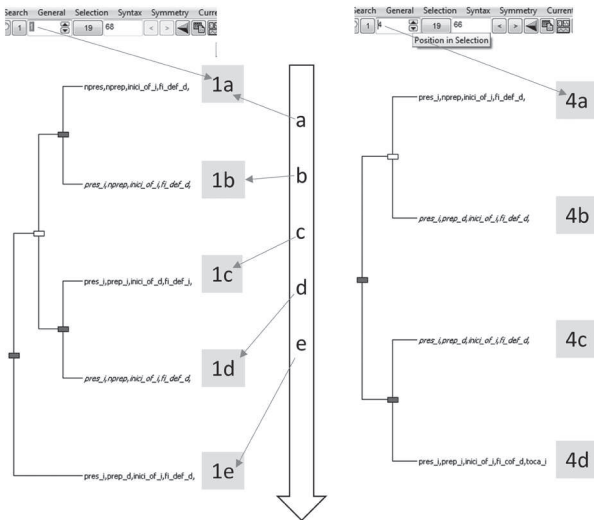 Search General Selection Syntax Symmetry Current
1 1 19 68 < >
npres,nprep,inici_of_i,fi_def_d, 1a
a
pres_i,nprep,inici_of_i,fi_def_d, 1b
b
c
pres_i,prep_i,inici_of_d,fi_def_i, 1c
d
pres_i,nprep,inici_of_i,fi_def_d, 1d
e
pres_i,prep_d,inici_of_i,fi_def_d, 1e
Search General Selection Syntax Symmetry Current
1 4 19 66 < >
Position in Selection
pres_i,nprep,inici_of_i,fi_def_d, 4a
pres_i,prep_d,inici_of_i,fi_def_d, 4b
pres_i,prep_d,inici_of_i,fi_def_d, 4c
pres_i,prep_i,inici_of_i,fi_cof_d,toca_i 4d